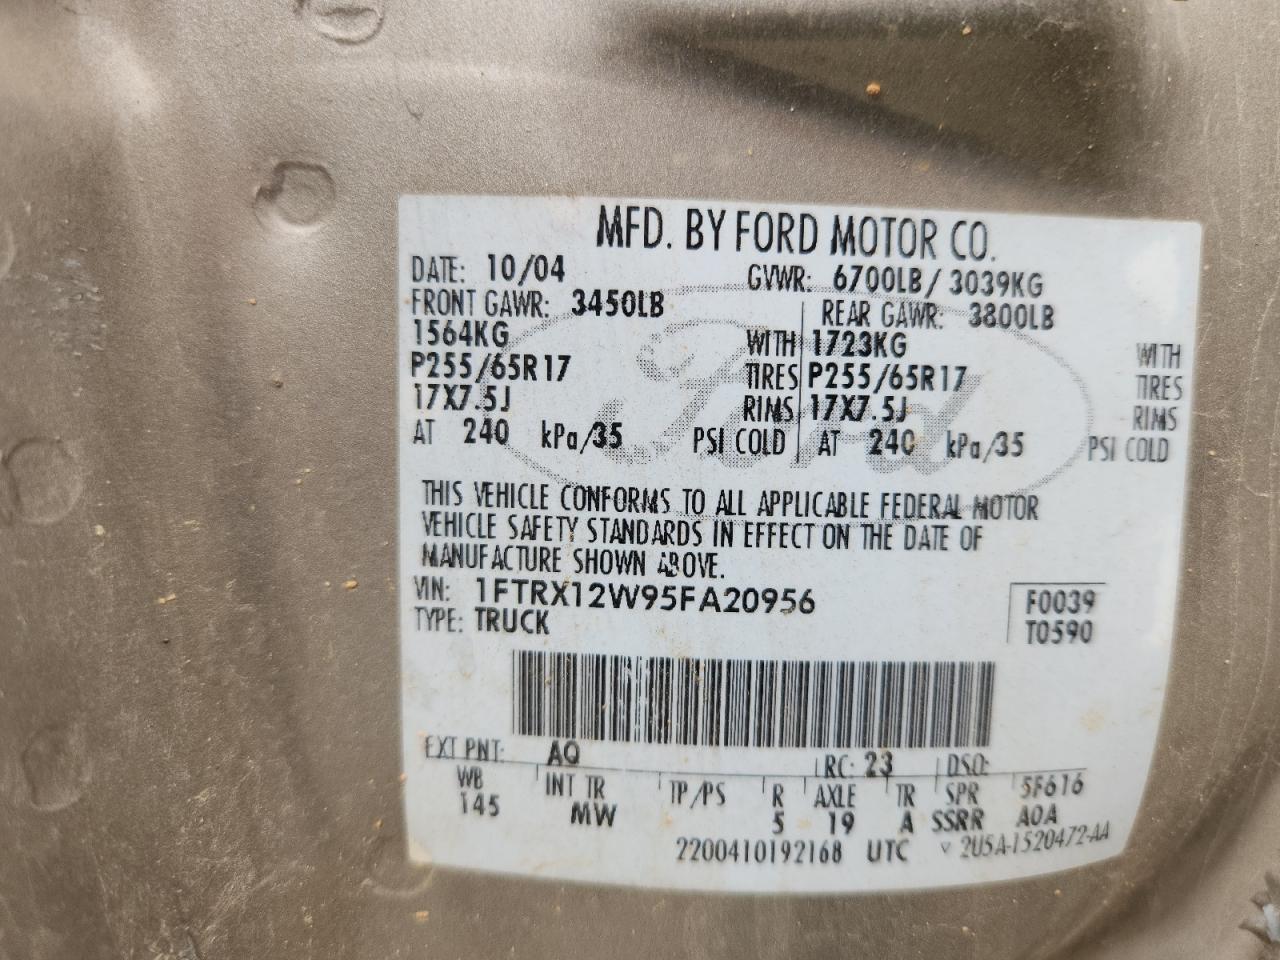 MFD. BY FORD MOTOR CO.
DATE: 10/04 GVWR: 6700LB / 3039KG
FRONT GAWR: 3450LB REAR GAWR: 3800LB
1564KG WITH 1723KG WITH
P255/65R17 TIRES P255/65R17 TIRES
17X7.5J RIMS 17X7.5J RIMS
AT 240 kPa/35 PSI COLD AT 240 kPa/35 PSI COLD
Ford
THIS VEHICLE CONFORMS TO ALL APPLICABLE FEDERAL MOTOR
VEHICLE SAFETY STANDARDS IN EFFECT ON THE DATE OF
MANUFACTURE SHOWN ABOVE.
VIN: 1FTRX12W95FA20956 F0039
TYPE: TRUCK T0590
EXT PNT: AQ RC: 23 DSO:
WB INT TR TP/PS R AXLE TR SPR 5F616
145 MW 5 19 A SSRR A0A
2200410192168 UTC V 2U5A-1520472-AA